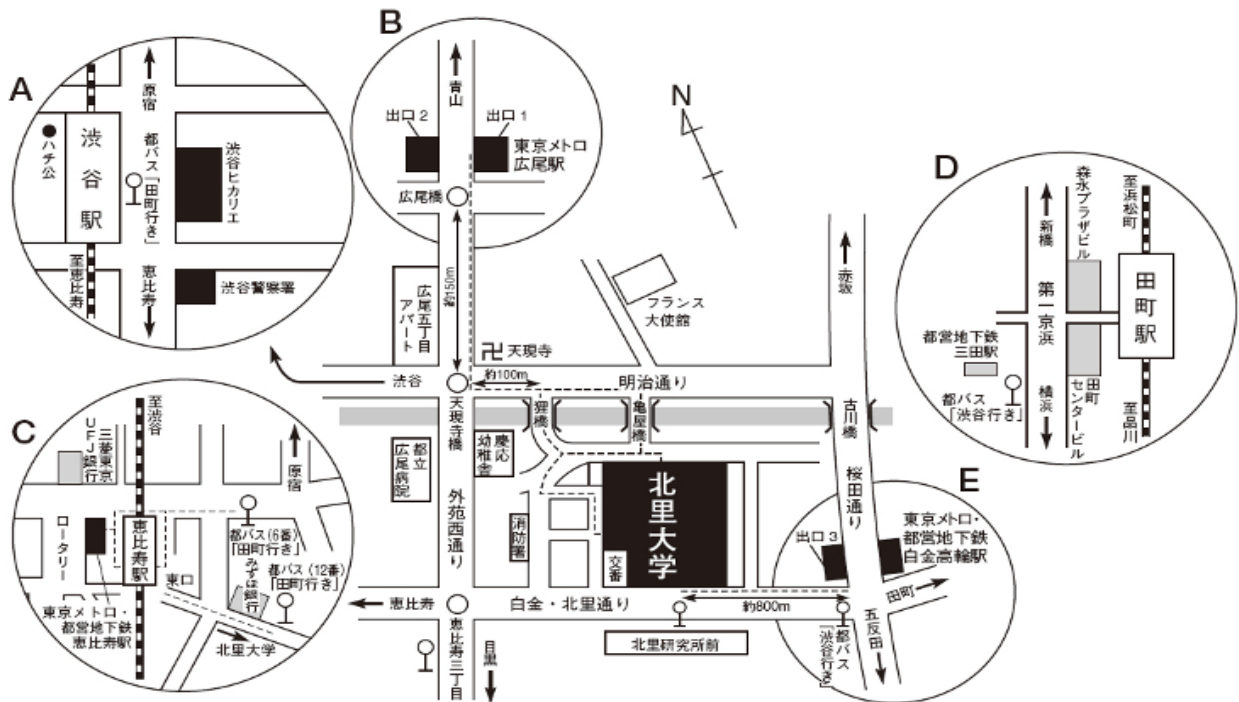 A
原宿
渋谷駅
ハチ公
都バス「田町行き」
渋谷ヒカリエ
至恵比寿
恵比寿
渋谷警察署
B
青山
出口2
出口1
東京メトロ
広尾駅
広尾橋
約150m
広尾五丁目
アパート
N
フランス
大使館
赤坂
D
森永プラザビル
至浜松町
新橋
第一京浜
田町駅
都営地下鉄
三田駅
都バス
「渋谷行き」
横浜
田町
センタービル
至品川
卍天現寺
渋谷
約100m
明治通り
天現寺橋
狸橋
亀屋橋
古川橋
都立
広尾病院
慶応
幼稚舎
外苑西通り
消防署
交番
北里大学
桜田通り
C
至渋谷
三菱東京
UFJ銀行
原宿
ロータリー
恵比寿駅
都バス(6番)
「田町行き」
みずほ銀行
都バス(12番)
「田町行き」
東口
東京メトロ・
都営地下鉄
恵比寿駅
北里大学
E
出口3
東京メトロ・
都営地下鉄
白金高輪駅
田町
恵比寿
白金・北里通り
約800m
五反田
都バス
「渋谷行き」
北里研究所前
恵比寿三丁目
目黒